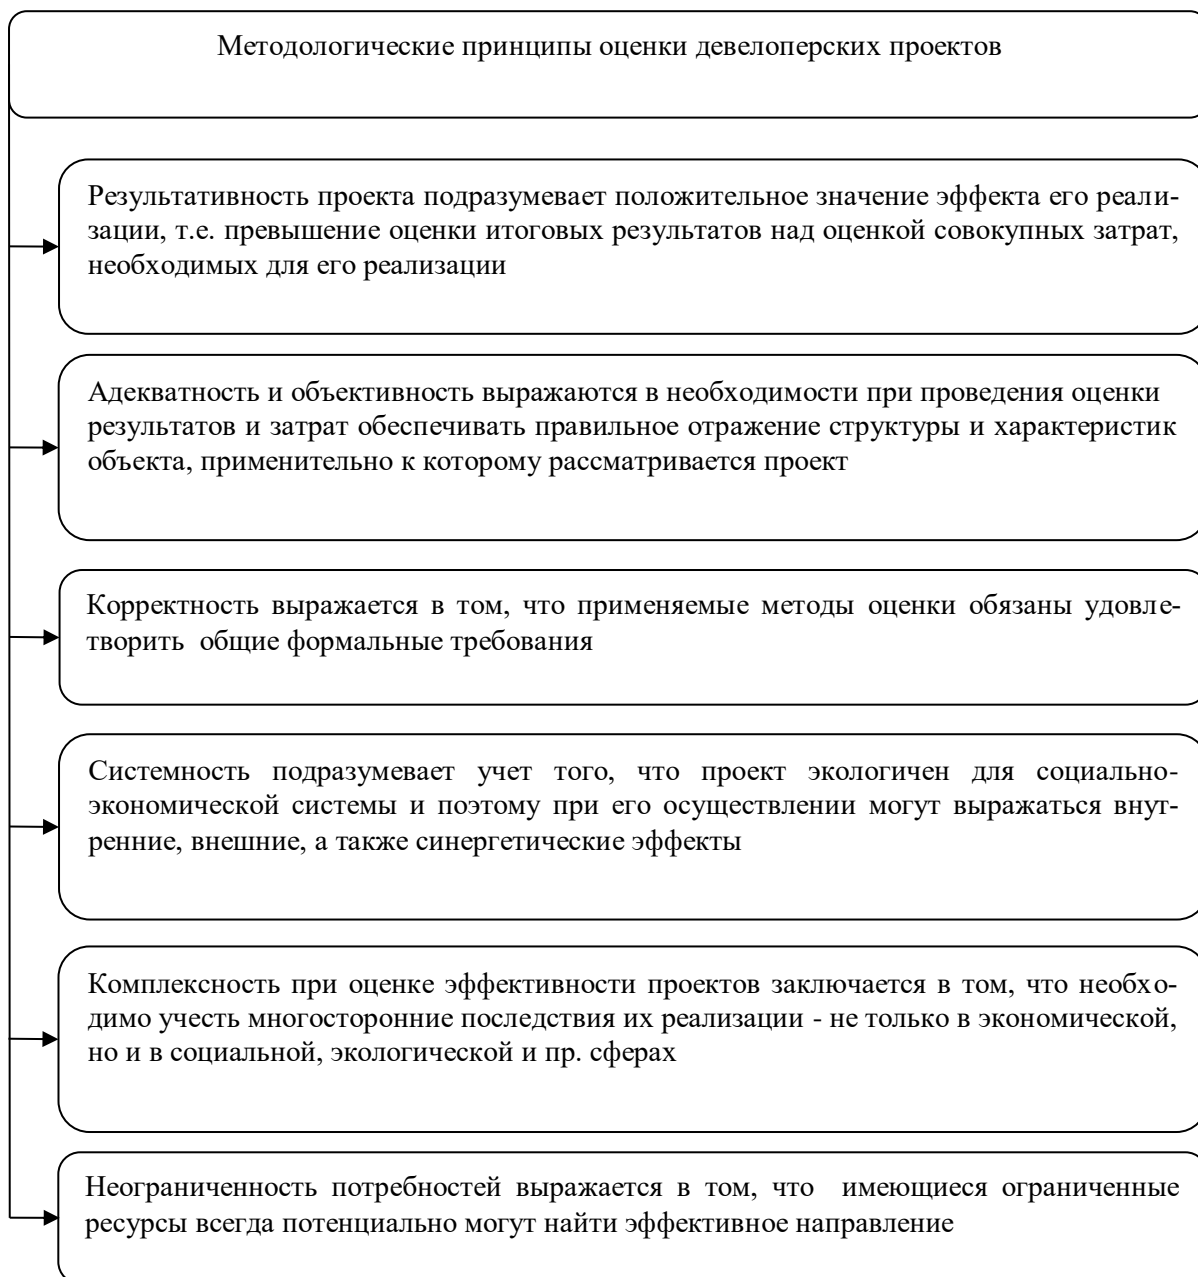 Методологические принципы оценки девелоперских проектов
Результативность проекта подразумевает положительное значение эффекта его реали-
зации, т.е. превышение оценки итоговых результатов над оценкой совокупных затрат,
необходимых для его реализации
Адекватность и объективность выражаются в необходимости при проведения оценки
результатов и затрат обеспечивать правильное отражение структуры и характеристик
объекта, применительно к которому рассматривается проект
Корректность выражается в том, что применяемые методы оценки обязаны удовле-
творить общие формальные требования
Системность подразумевает учет того, что проект экологичен для социально-
экономической системы и поэтому при его осуществлении могут выражаться внут-
ренние, внешние, а также синергетические эффекты
Комплексность при оценке эффективности проектов заключается в том, что необхо-
димо учесть многосторонние последствия их реализации - не только в экономической,
но и в социальной, экологической и пр. сферах
Неограниченность потребностей выражается в том, что имеющиеся ограниченные
ресурсы всегда потенциально могут найти эффективное направление